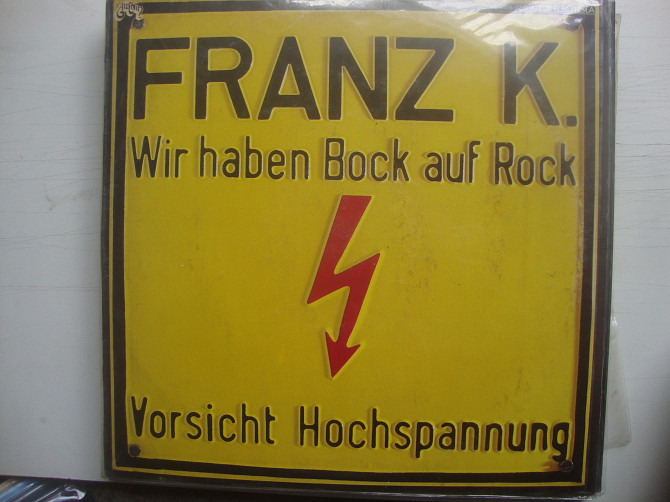 FRANZ K.
Wir haben Bock auf Rock
Vorsicht Hochspannung